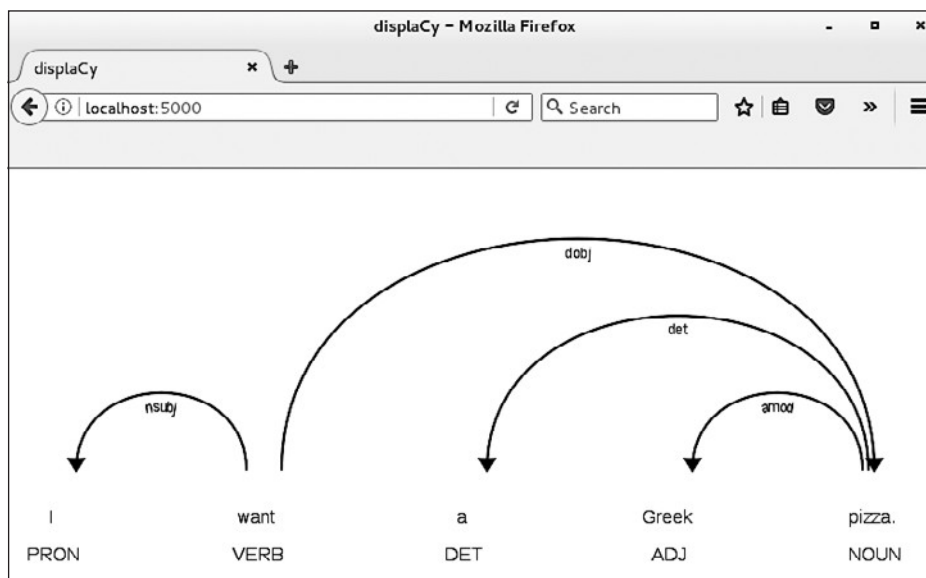 displaCy - Mozilla Firefox
displaCy
localhost:5000
Search
dobj
det
nsubj
amod
I want a Greek pizza.
PRON VERB DET ADJ NOUN